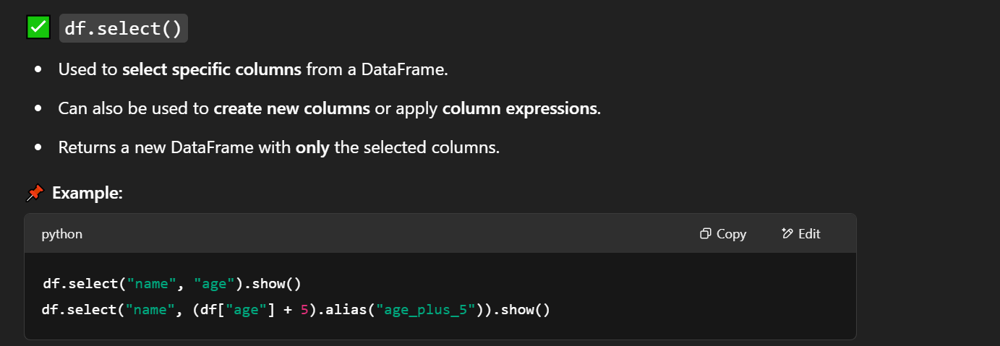 df.select()
Used to select specific columns from a DataFrame.
Can also be used to create new columns or apply column expressions.
Returns a new DataFrame with only the selected columns.
Example:
python Copy Edit
df.select("name", "age").show()
df.select("name", (df["age"] + 5).alias("age_plus_5")).show()